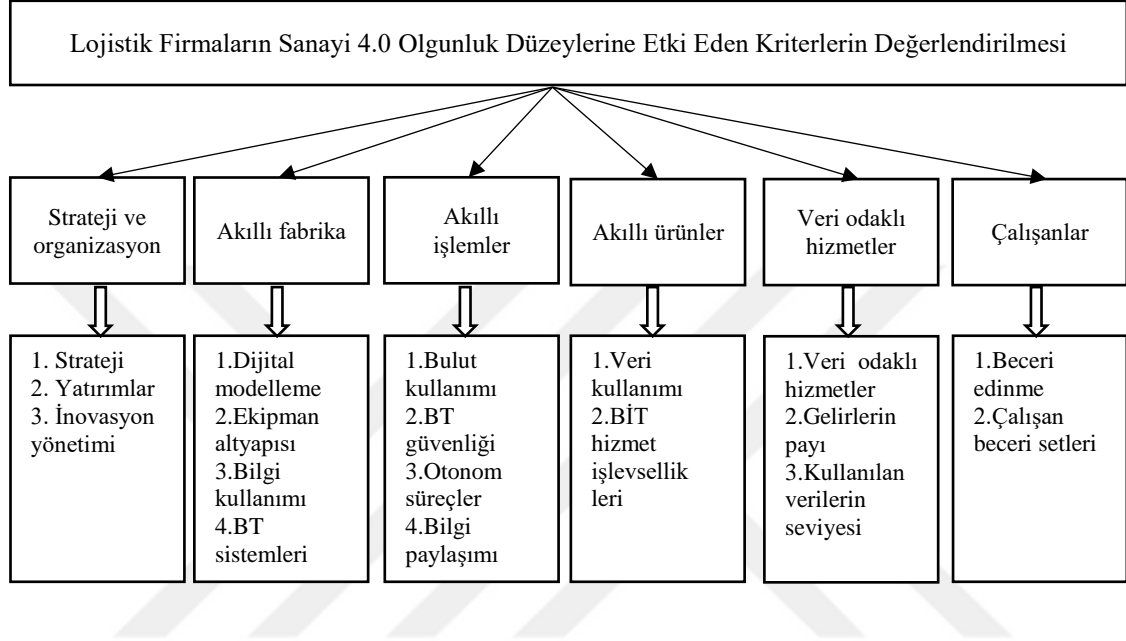 Lojistik Firmaların Sanayi 4.0 Olgunluk Düzeylerine Etki Eden Kriterlerin Değerlendirilmesi
Strateji ve
organizasyon
Akıllı fabrika
Akıllı
işlemler
Akıllı ürünler
Veri odaklı
hizmetler
Çalışanlar
1. Strateji
2. Yatırımlar
3. İnovasyon
yönetimi
1.Dijital
modelleme
2.Ekipman
altyapısı
3.Bilgi
kullanımı
4.BT
sistemleri
1.Bulut
kullanımı
2.BT
güvenliği
3.Otonom
süreçler
4.Bilgi
paylaşımı
1.Veri
kullanımı
2.BİT
hizmet
işlevsellik
leri
1.Veri odaklı
hizmetler
2.Gelirlerin
payı
3.Kullanılan
verilerin
seviyesi
1.Beceri
edinme
2.Çalışan
beceri setleri